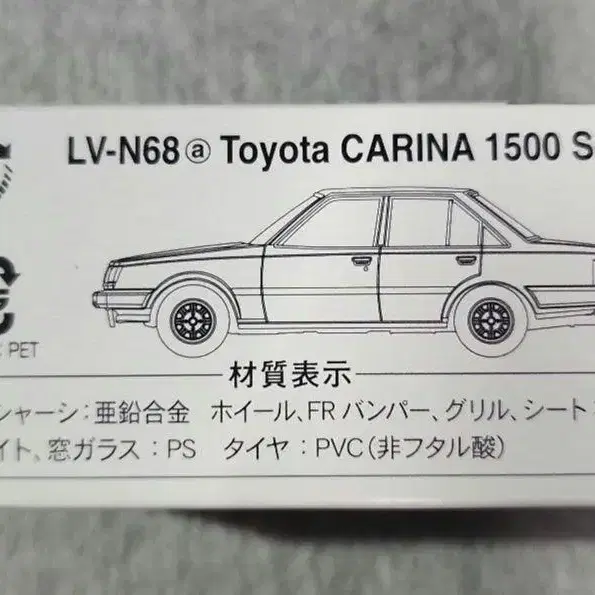 LV-N68ⓐ Toyota CARINA 1500 S
PET
材質表示
シャーシ：亜鉛合金 ホイール、FRバンパー、グリル、シート
イト、窓ガラス：PS タイヤ：PVC（非フタル酸）